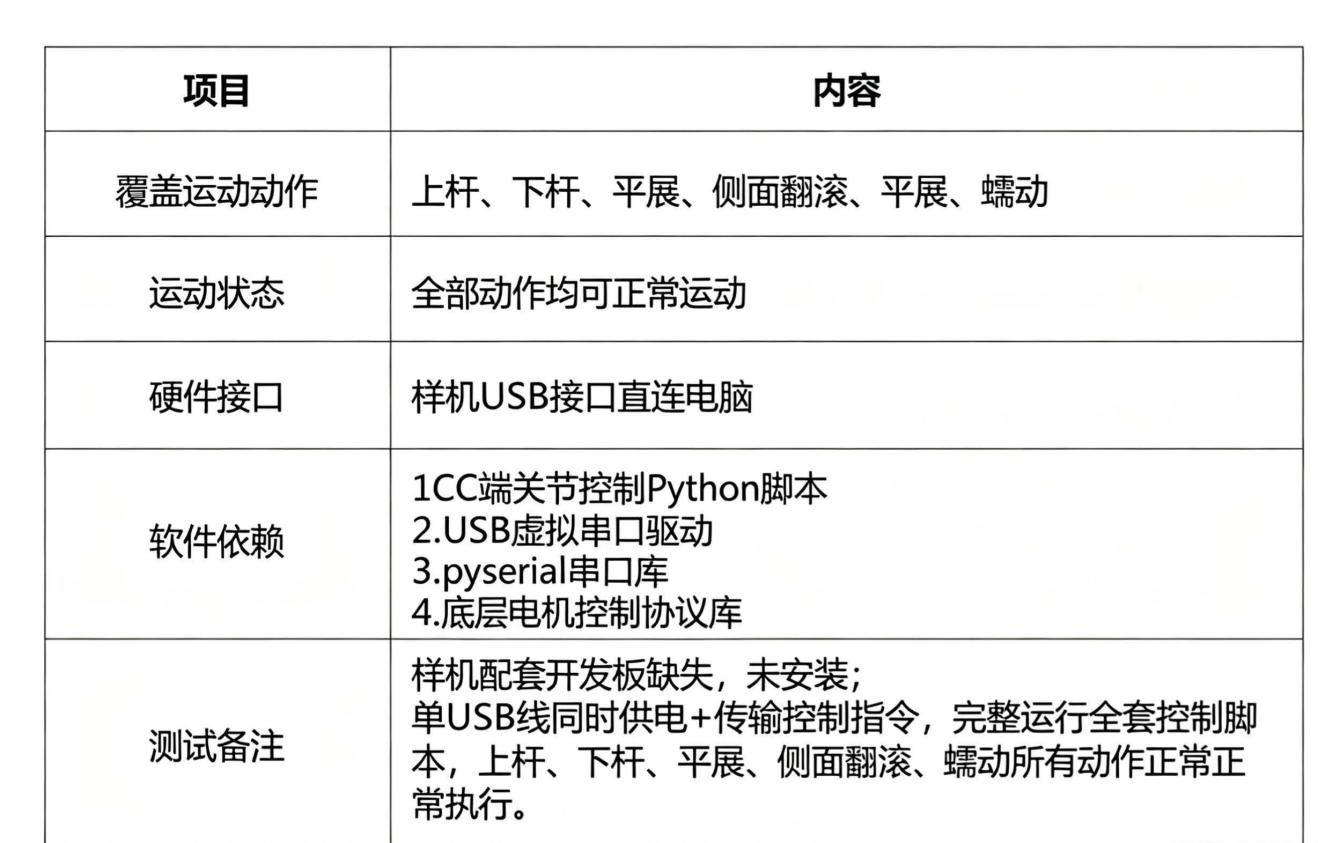 项目 内容
覆盖运动动作 上杆、下杆、平展、侧面翻滚、平展、蠕动
运动状态 全部动作均可正常运动
硬件接口 样机USB接口直连电脑
软件依赖
1CC端关节控制Python脚本
2.USB虚拟串口驱动
3.pyserial串口库
4.底层电机控制协议库
测试备注
样机配套开发板缺失，未安装；
单USB线同时供电+传输控制指令，完整运行全套控制脚
本，上杆、下杆、平展、侧面翻滚、蠕动所有动作正常正
常执行。